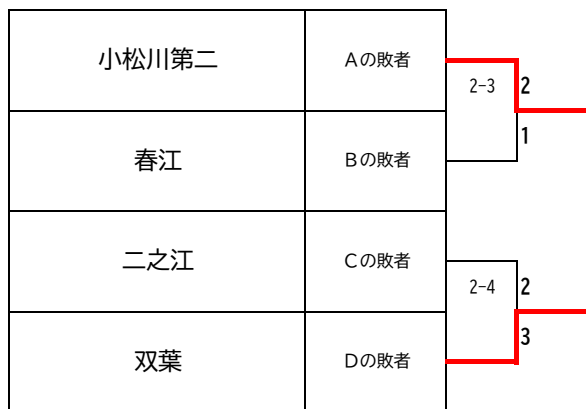 小松川第二 Aの敗者
2-3 2
春江 Bの敗者 1
二之江 Cの敗者
2-4 2
双葉 Dの敗者 3